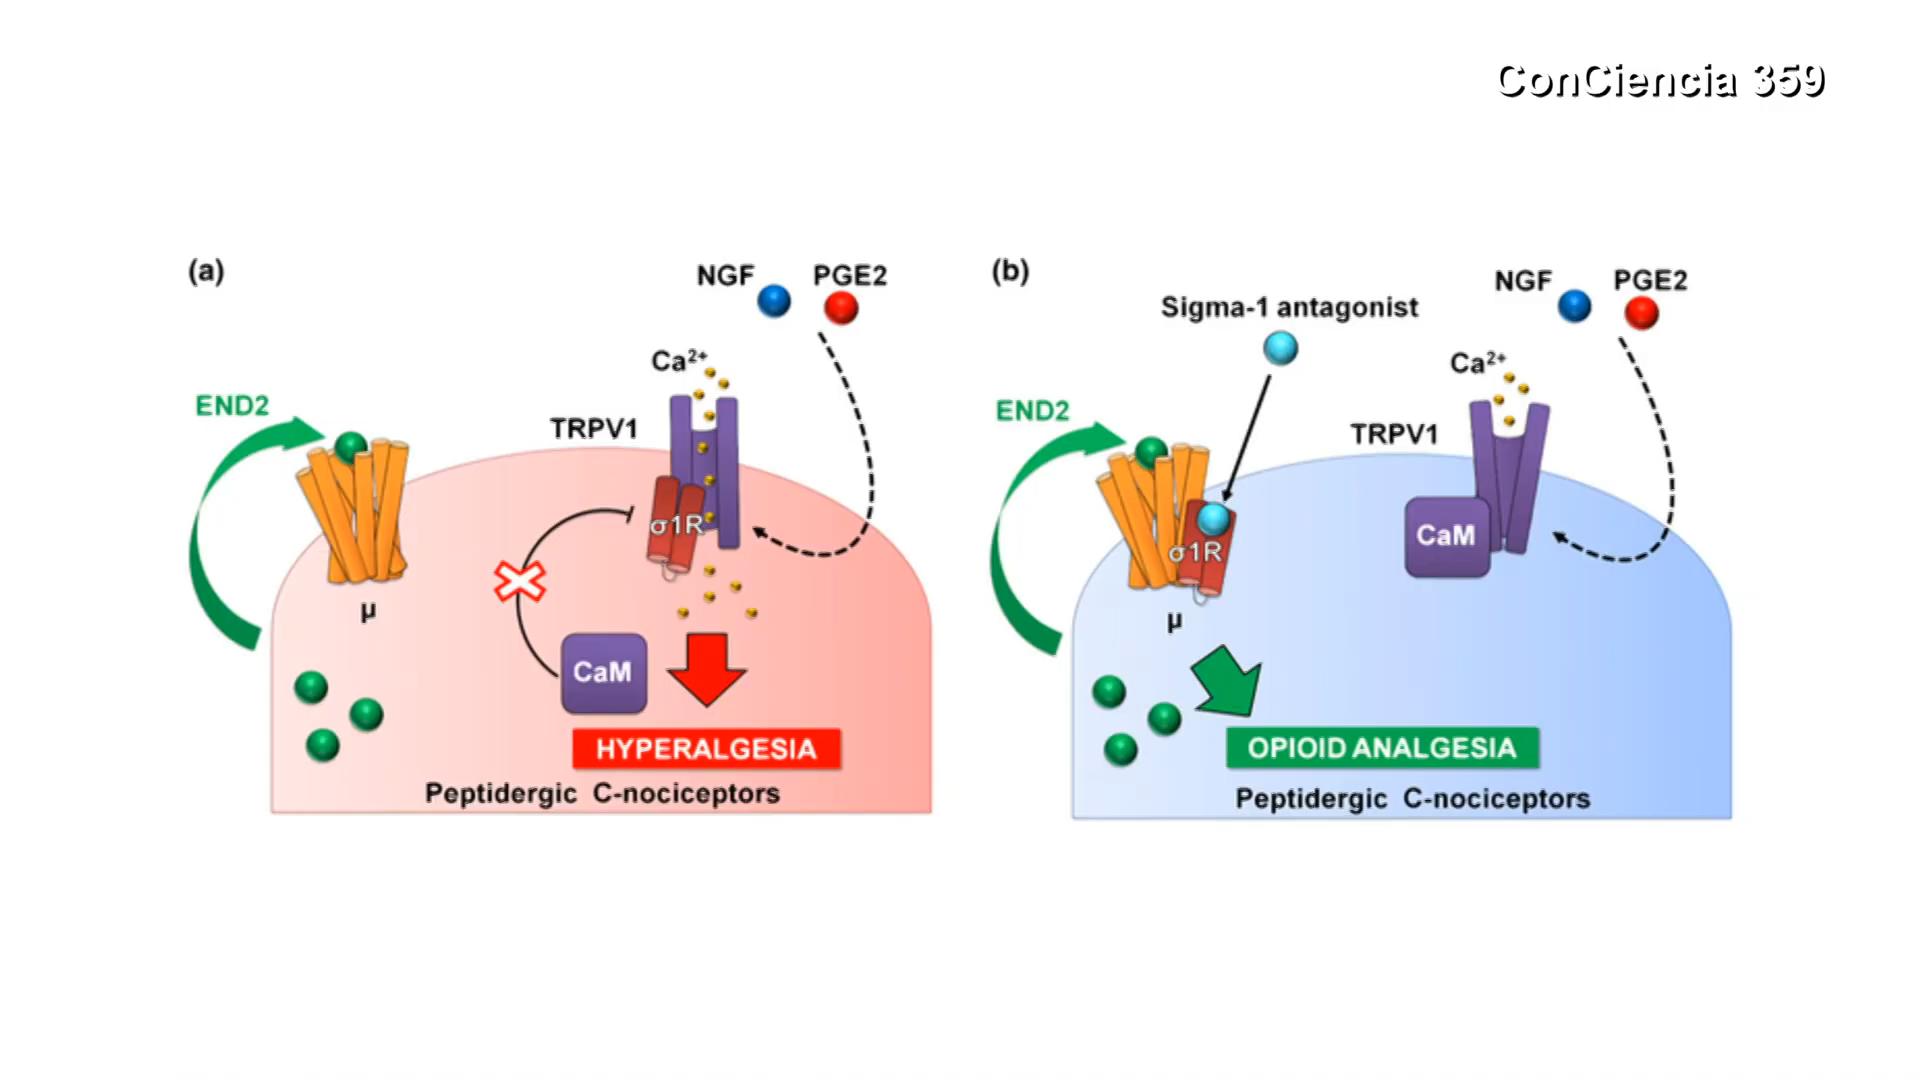 ConCiencia 359
(a)
NGF
PGE2
Ca²⁺
END2
TRPV1
σ1R
μ
CaM
HYPERALGESIA
Peptidergic C-nociceptors
(b)
NGF
PGE2
Sigma-1 antagonist
Ca²⁺
END2
TRPV1
CaM
σ1R
μ
OPIOID ANALGESIA
Peptidergic C-nociceptors